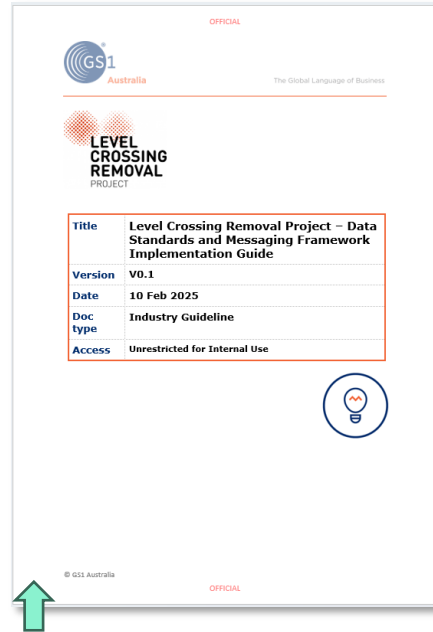 OFFICIAL
GS1
Australia
The Global Language of Business
LEVEL
CROSSING
REMOVAL
PROJECT
Title Level Crossing Removal Project – Data
Standards and Messaging Framework
Implementation Guide
Version V0.1
Date 10 Feb 2025
Doc
type Industry Guideline
Access Unrestricted for Internal Use
© GS1 Australia
OFFICIAL